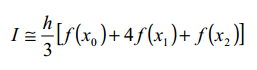 I ≅ h/3 [f(x₀)+4f(x₁)+f(x₂)]